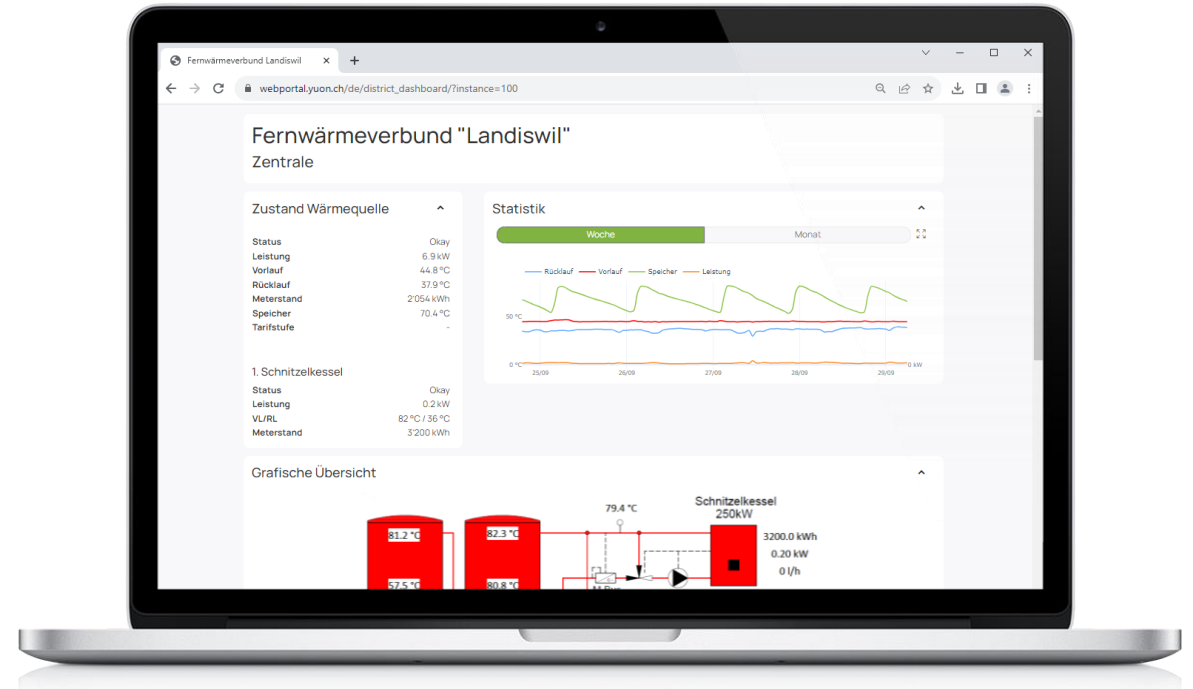 Fernwärmeverbund Landiswil
webportal.yuon.ch/de/district_dashboard/?instance=100
Fernwärmeverbund "Landiswil"
Zentrale
Zustand Wärmequelle
Status Okay
Leistung 6.9 kW
Vorlauf 44.8 °C
Rücklauf 37.9 °C
Meterstand 2'054 kWh
Speicher 70.4 °C
Tarifstufe -
1. Schnitzelkessel
Status Okay
Leistung 0.2 kW
VL/RL 82 °C / 36 °C
Meterstand 3'200 kWh
Statistik
Woche Monat
Rücklauf Vorlauf Speicher Leistung
50 °C
0 °C 0 kW
25/09 26/09 27/09 28/09 29/09
Grafische Übersicht
Schnitzelkessel
250kW
79.4 °C
81.2 °C 82.3 °C
3200.0 kWh
0.20 kW
0 l/h
57.5 °C 80.8 °C